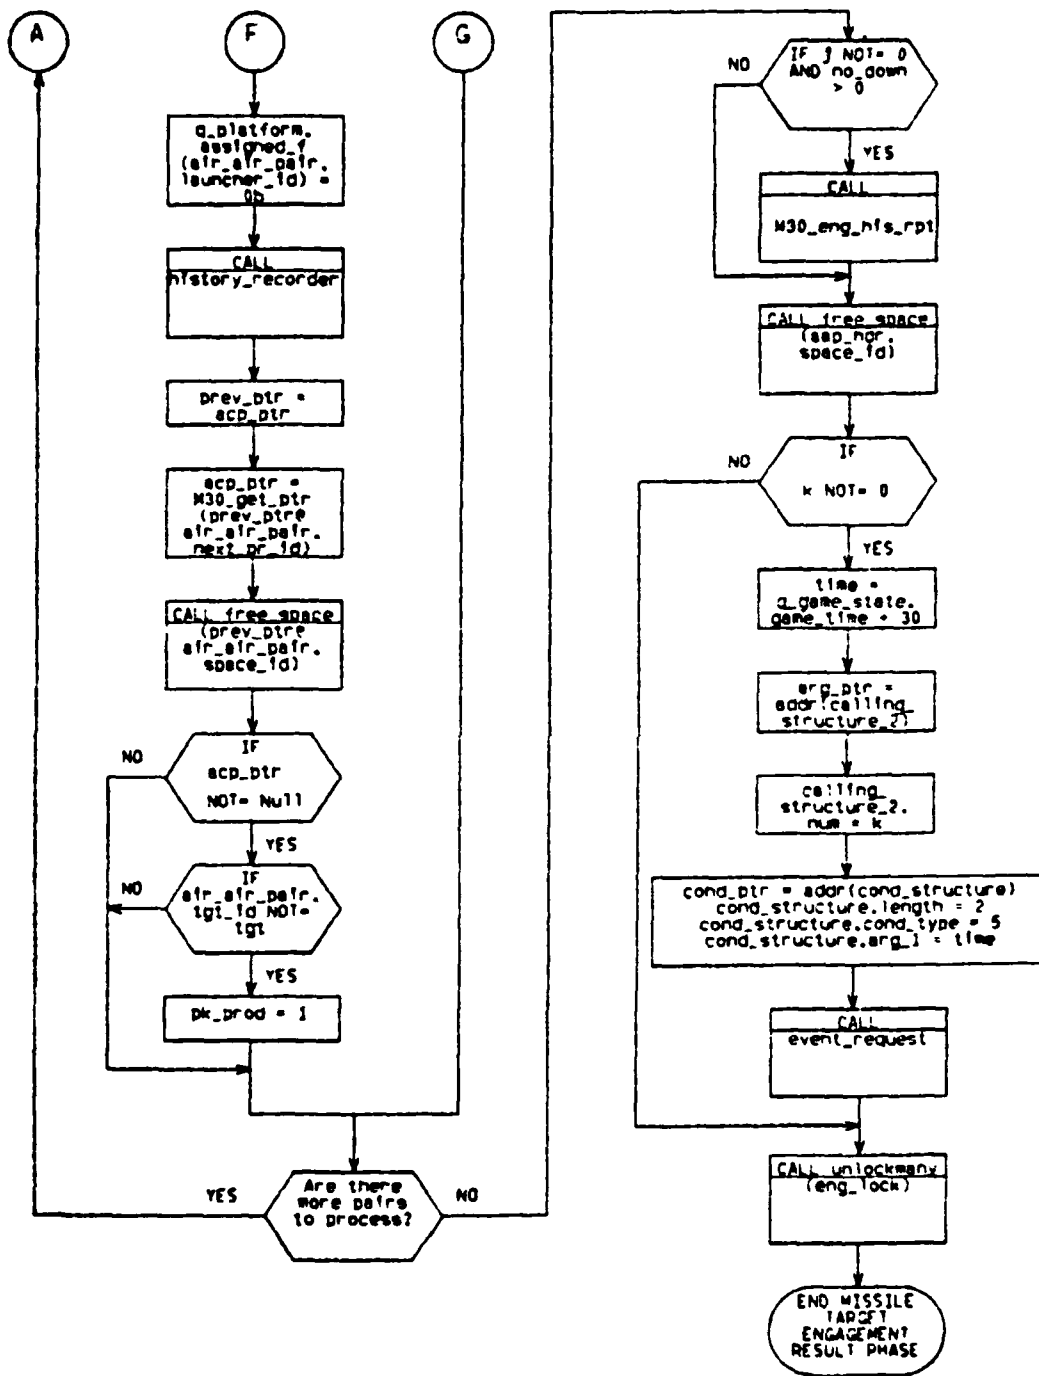 A
F
G
g_platform.
assigned_f
(air_air_pair.
launcher_id) =
0b
CALL
history_recorder
prev_ptr =
acp_ptr
acp_ptr =
M30_get_ptr
(prev_ptr@
air_air_pair.
next_pr_id)
CALL free_space
(prev_ptr@
air_air_pair.
space_id)
IF
acp_ptr
NOT= Null
NO
YES
IF
air_air_pair.
tgt_id NOT=
tgt
NO
YES
pk_prod = 1
Are there
more pairs
to process?
YES
NO
IF j NOT= 0
AND no_down
> 0
NO
YES
CALL
M30_eng_his_rpt
CALL free_space
(aap_hdr.
space_id)
IF
k NOT= 0
NO
YES
time =
g_game_state.
game_time + 30
arg_ptr =
addr(calling_
structure_2)
calling_
structure_2.
num = k
cond_ptr = addr(cond_structure)
cond_structure.length = 2
cond_structure.cond_type = 5
cond_structure.arg_1 = time
CALL
event_request
CALL unlockmany
(eng_lock)
END MISSILE
TARGET
ENGAGEMENT
RESULT PHASE